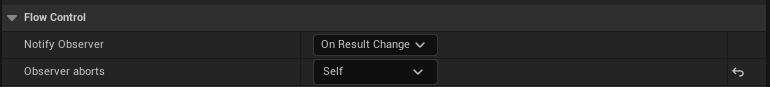 Flow Control
Notify Observer On Result Change
Observer aborts Self